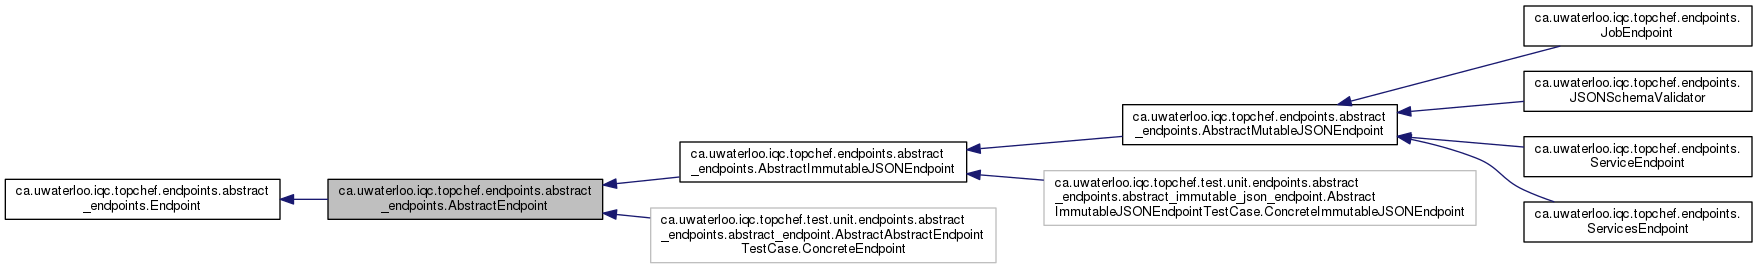 ca.uwaterloo.iqc.topchef.endpoints.abstract
_endpoints.Endpoint
ca.uwaterloo.iqc.topchef.endpoints.abstract
_endpoints.AbstractEndpoint
ca.uwaterloo.iqc.topchef.endpoints.abstract
_endpoints.AbstractImmutableJSONEndpoint
ca.uwaterloo.iqc.topchef.test.unit.endpoints.abstract
_endpoints.abstract_endpoint.AbstractAbstractEndpoint
TestCase.ConcreteEndpoint
ca.uwaterloo.iqc.topchef.endpoints.abstract
_endpoints.AbstractMutableJSONEndpoint
ca.uwaterloo.iqc.topchef.test.unit.endpoints.abstract
_endpoints.abstract_immutable_json_endpoint.Abstract
ImmutableJSONEndpointTestCase.ConcreteImmutableJSONEndpoint
ca.uwaterloo.iqc.topchef.endpoints.
JobEndpoint
ca.uwaterloo.iqc.topchef.endpoints.
JSONSchemaValidator
ca.uwaterloo.iqc.topchef.endpoints.
ServiceEndpoint
ca.uwaterloo.iqc.topchef.endpoints.
ServicesEndpoint